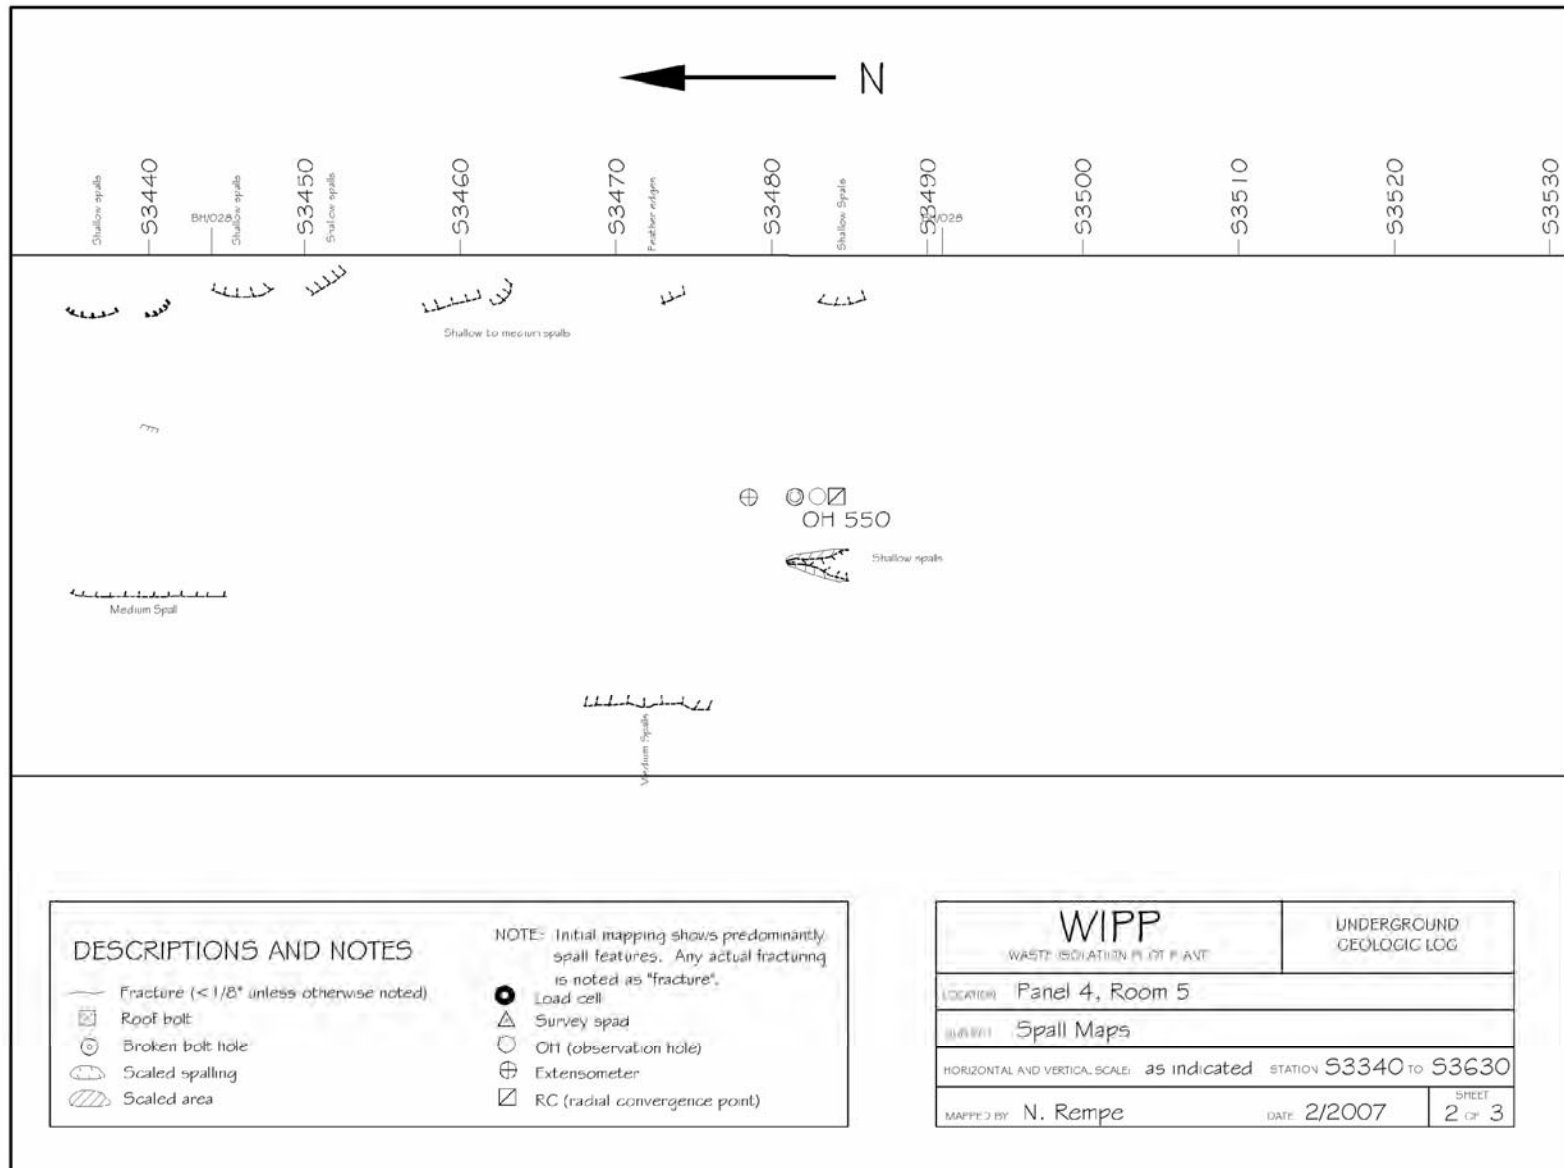 N
Shallow spalls
S3440
BH/028
Shallow spalls
S3450
Shallow spalls
S3460
S3470
Feather edges
S3480
Shallow Spalls
S3490
/028
S3500
S3510
S3520
S3530
Shallow to medium spalls
OH 550
Shallow spalls
Medium Spall
Medium Spalls
DESCRIPTIONS AND NOTES
Fracture (< 1/8" unless otherwise noted)
Roof bolt
Broken bolt hole
Scaled spalling
Scaled area
NOTE: Initial mapping shows predominantly
spall features. Any actual fracturing
is noted as "fracture".
Load cell
Survey spad
OH (observation hole)
Extensometer
RC (radial convergence point)
WIPP
WASTE ISOLATION PILOT PLANT
UNDERGROUND
GEOLOGIC LOG
LOCATION Panel 4, Room 5
Spall Maps
HORIZONTAL AND VERTICAL SCALE: as indicated STATION S3340 TO S3630
MAPPED BY N. Rempe DATE 2/2007
SHEET
2 OF 3